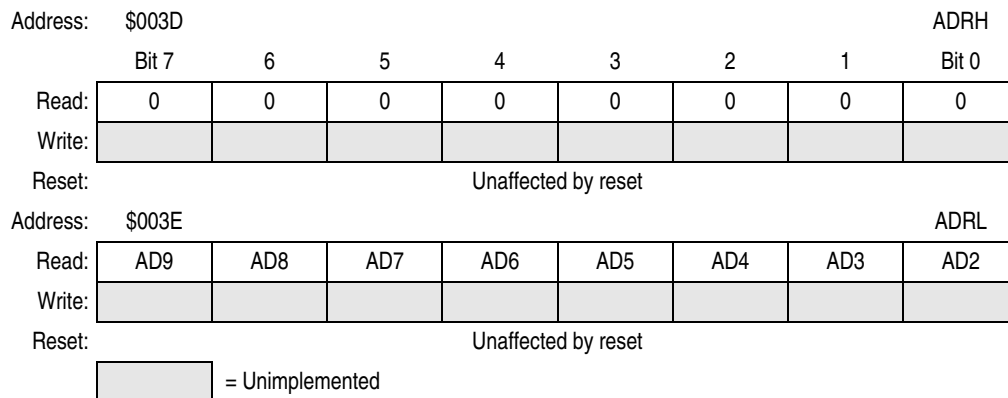 Address: $003D ADRH
Bit 7 6 5 4 3 2 1 Bit 0
Read: 0 0 0 0 0 0 0 0
Write:
Reset: Unaffected by reset
Address: $003E ADRL
Read: AD9 AD8 AD7 AD6 AD5 AD4 AD3 AD2
Write:
Reset: Unaffected by reset
= Unimplemented